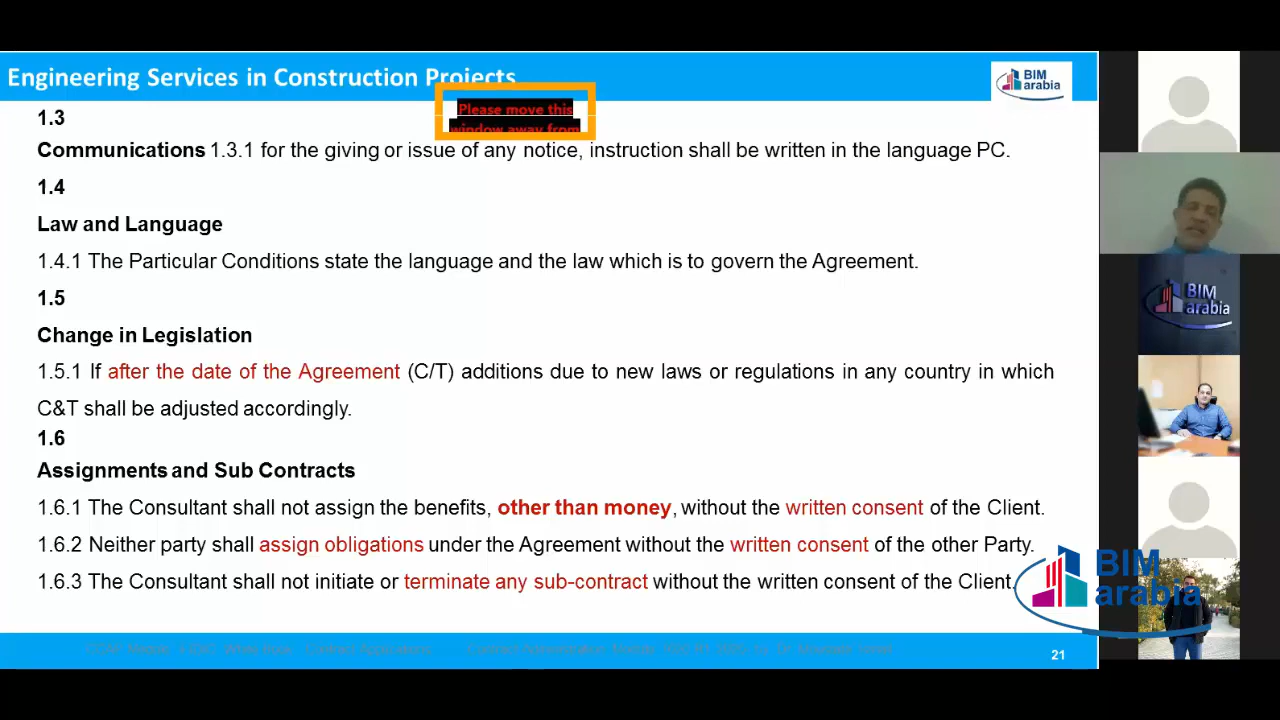 Engineering Services in Construction Projects
BIM
arabia
Please move this
window away from
1.3
Communications 1.3.1 for the giving or issue of any notice, instruction shall be written in the language PC.
1.4
Law and Language
1.4.1 The Particular Conditions state the language and the law which is to govern the Agreement.
1.5
Change in Legislation
1.5.1 If after the date of the Agreement (C/T) additions due to new laws or regulations in any country in which
C&T shall be adjusted accordingly.
1.6
Assignments and Sub Contracts
1.6.1 The Consultant shall not assign the benefits, other than money, without the written consent of the Client.
1.6.2 Neither party shall assign obligations under the Agreement without the written consent of the other Party.
1.6.3 The Consultant shall not initiate or terminate any sub-contract without the written consent of the Client.
21
BIM
arabia
BIM
arabia